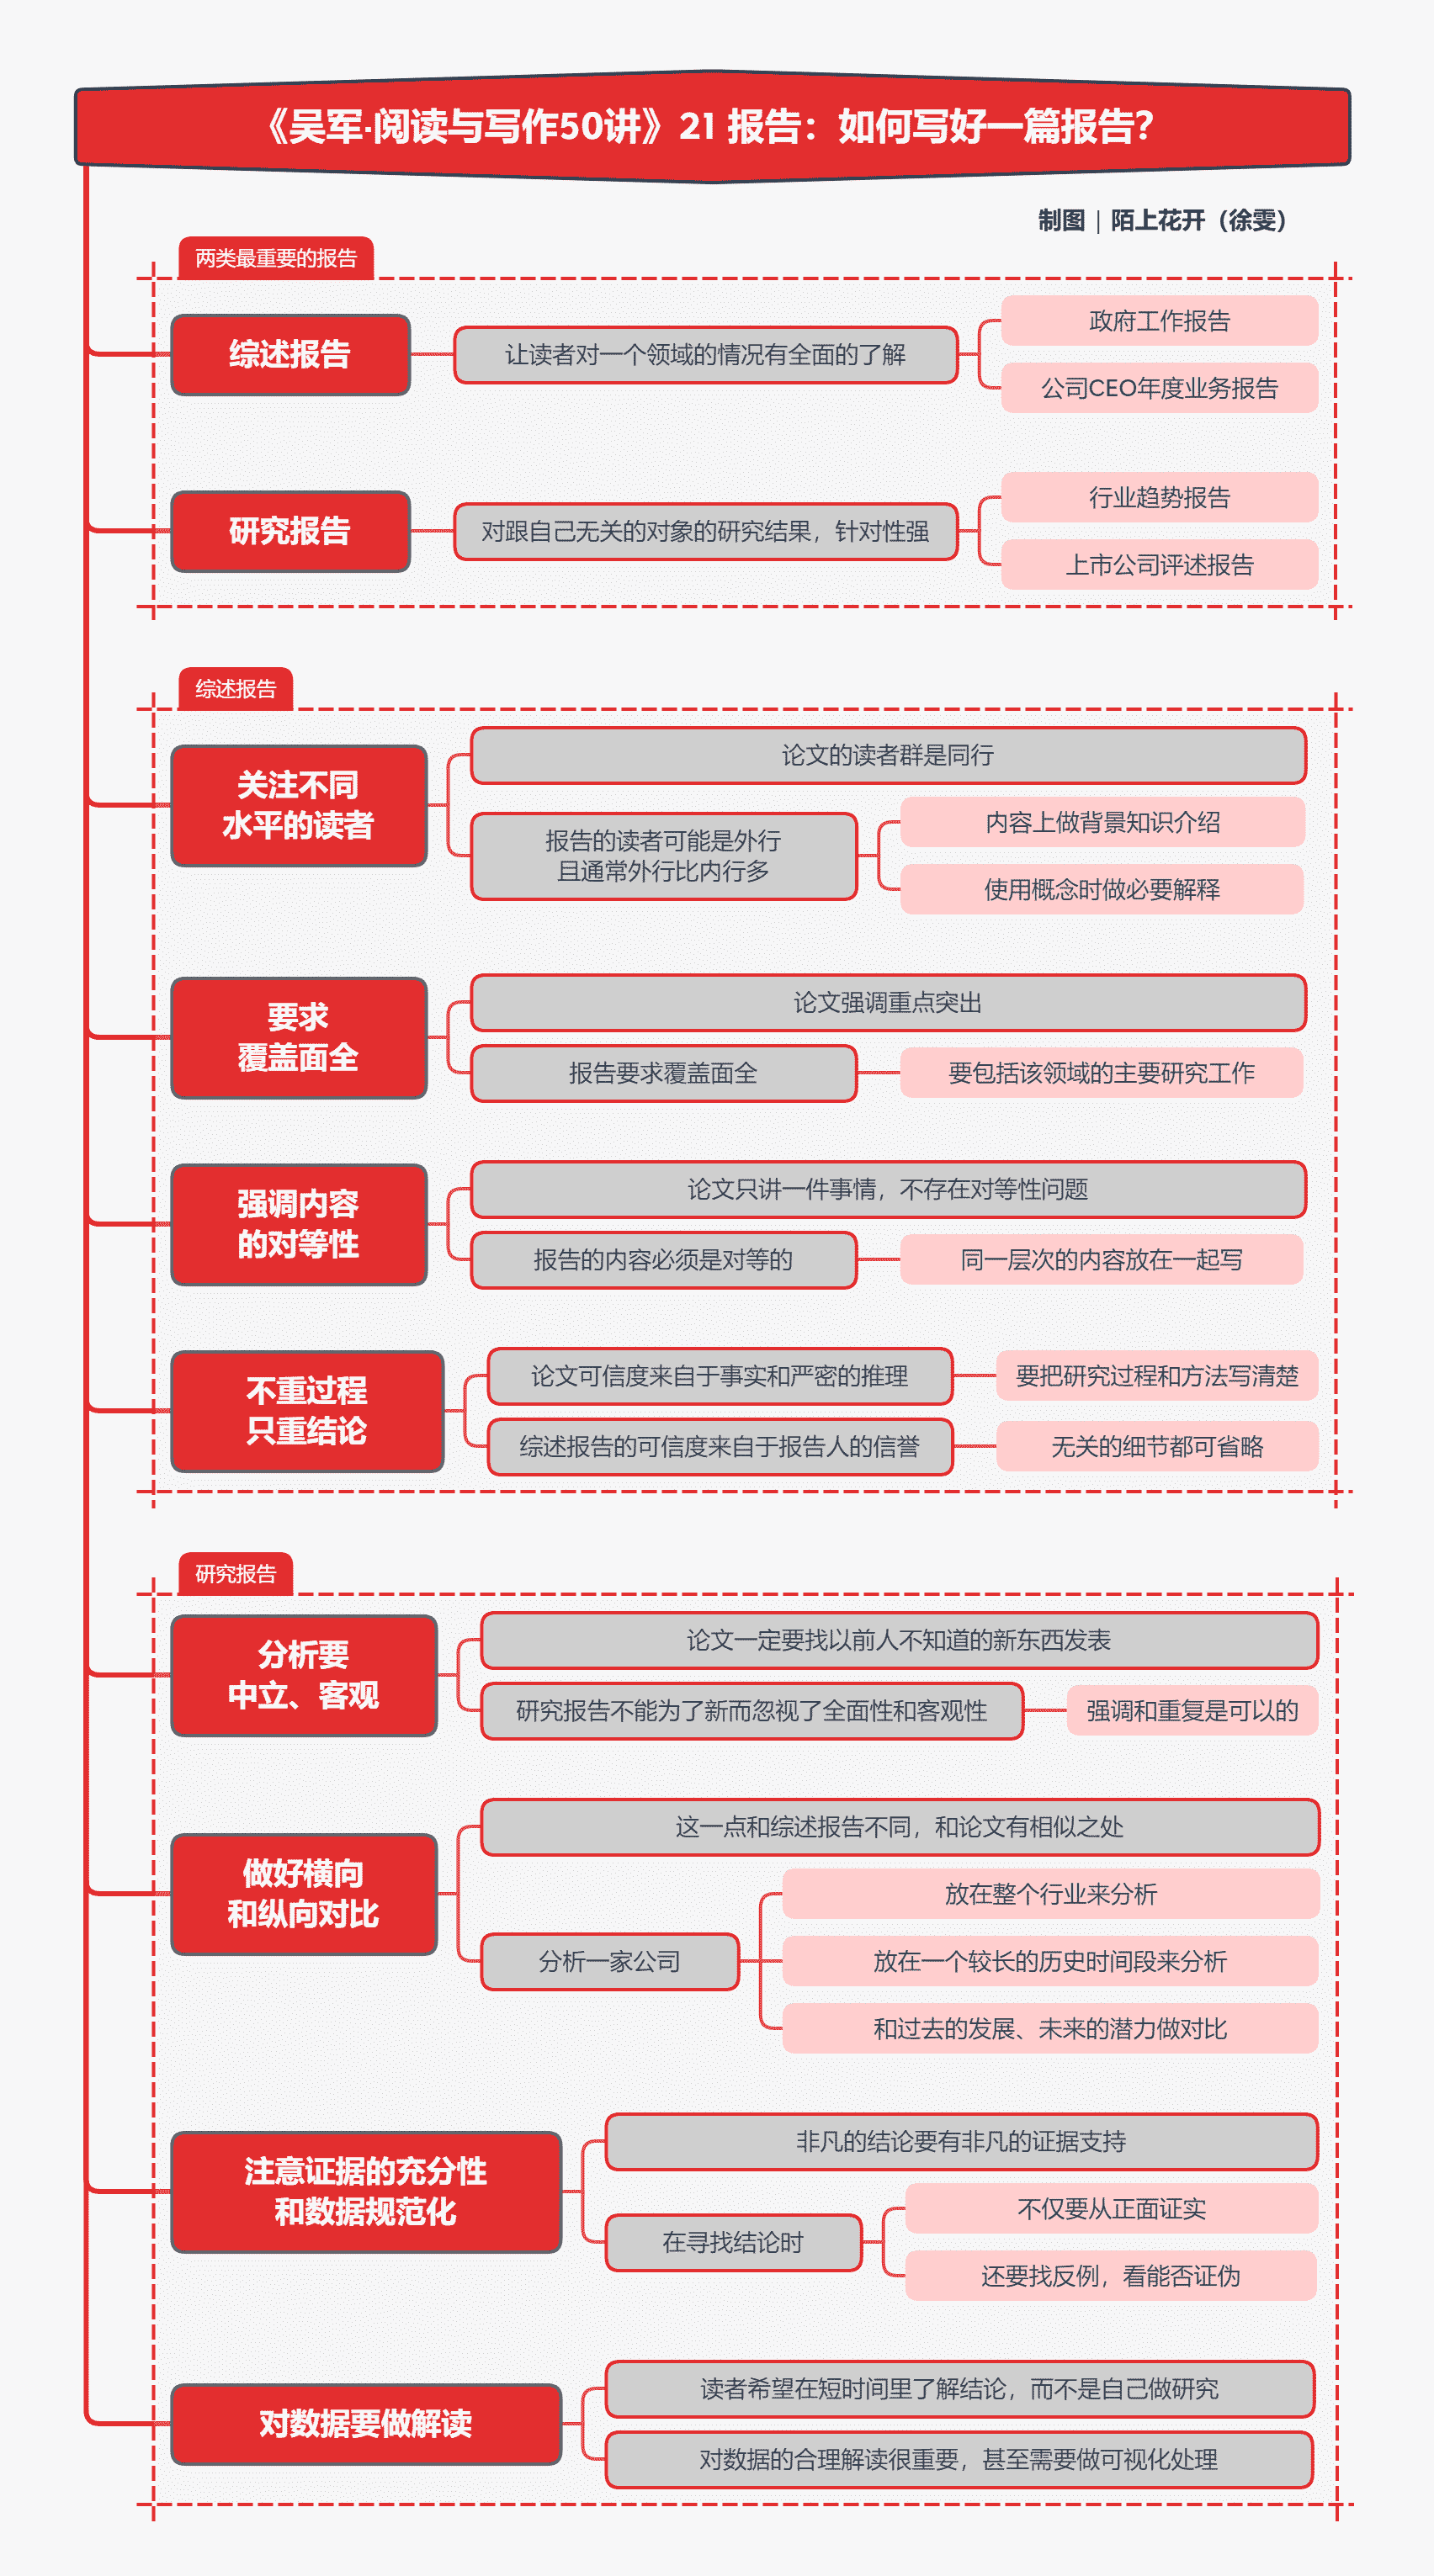 《吴军·阅读与写作50讲》21 报告：如何写好一篇报告？
制图｜陌上花开（徐雯）
两类最重要的报告
综述报告
让读者对一个领域的情况有全面的了解
政府工作报告
公司CEO年度业务报告
研究报告
对跟自己无关的对象的研究结果，针对性强
行业趋势报告
上市公司评述报告
综述报告
关注不同
水平的读者
论文的读者群是同行
报告的读者可能是外行
且通常外行比内行多
内容上做背景知识介绍
使用概念时做必要解释
要求
覆盖面全
论文强调重点突出
报告要求覆盖面全
要包括该领域的主要研究工作
强调内容
的对等性
论文只讲一件事情，不存在对等性问题
报告的内容必须是对等的
同一层次的内容放在一起写
不重过程
只重结论
论文可信度来自于事实和严密的推理
要把研究过程和方法写清楚
综述报告的可信度来自于报告人的信誉
无关的细节都可省略
研究报告
分析要
中立、客观
论文一定要找以前人不知道的新东西发表
研究报告不能为了新而忽视了全面性和客观性
强调和重复是可以的
做好横向
和纵向对比
这一点和综述报告不同，和论文有相似之处
分析一家公司
放在整个行业来分析
放在一个较长的历史时间段来分析
和过去的发展、未来的潜力做对比
注意证据的充分性
和数据规范化
非凡的结论要有非凡的证据支持
在寻找结论时
不仅要从正面证实
还要找反例，看能否证伪
对数据要做解读
读者希望在短时间里了解结论，而不是自己做研究
对数据的合理解读很重要，甚至需要做可视化处理